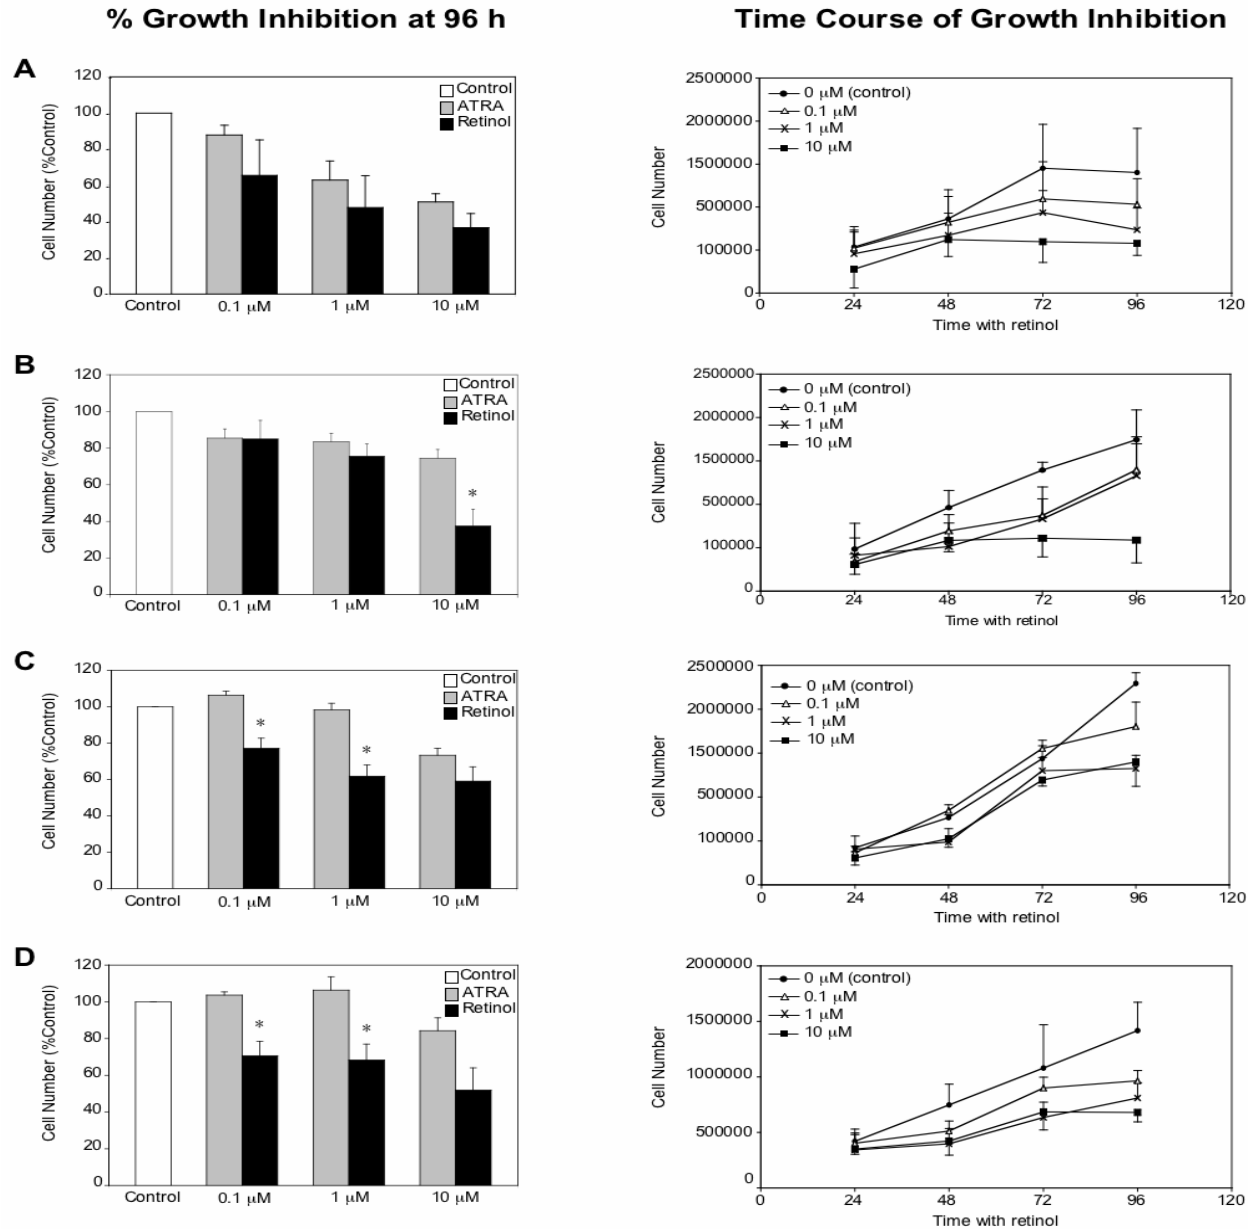 % Growth Inhibition at 96 h
Time Course of Growth Inhibition
A
Cell Number (%Control)
120
100
80
60
40
20
0
Control
ATRA
Retinol
Control
0.1 µM
1 µM
10 µM
Cell Number
2500000
2000000
1500000
500000
100000
0
0 µM (control)
0.1 µM
1 µM
10 µM
0
24
48
72
96
120
Time with retinol
B
Cell Number (%Control)
120
100
80
60
40
20
0
Control
ATRA
Retinol
*
Control
0.1 µM
1 µM
10 µM
Cell Number
2500000
2000000
1500000
500000
100000
0
0 µM (control)
0.1 µM
1 µM
10 µM
0
24
48
72
96
120
Time with retinol
C
Cell Number (%Control)
120
100
80
60
40
20
0
Control
ATRA
Retinol
*
*
Control
0.1 µM
1 µM
10 µM
Cell Number
2500000
2000000
1500000
500000
100000
0
0 µM (control)
0.1 µM
1 µM
10 µM
0
24
48
72
96
120
Time with retinol
D
Cell Number (%Control)
120
100
80
60
40
20
0
Control
ATRA
Retinol
*
*
Control
0.1 µM
1 µM
10 µM
Cell Number
2000000
1500000
1000000
500000
0
0 µM (control)
0.1 µM
1 µM
10 µM
0
24
48
72
96
120
Time with retinol